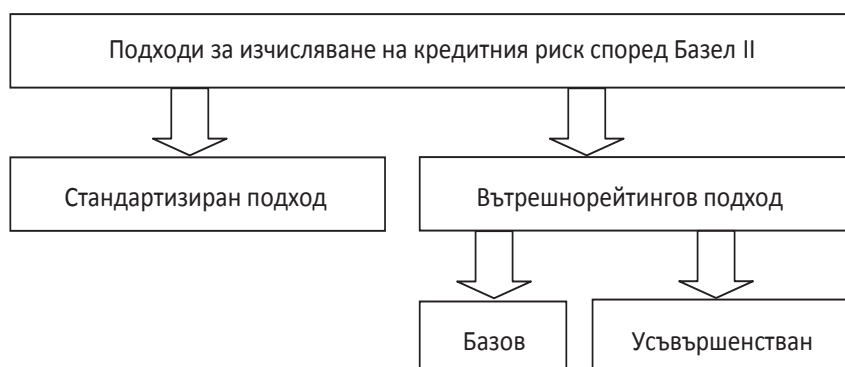 Подходи за изчисляване на кредитния риск според Базел II
Стандартизиран подход
Вътрешнорейтингов подход
Базов
Усъвършенстван